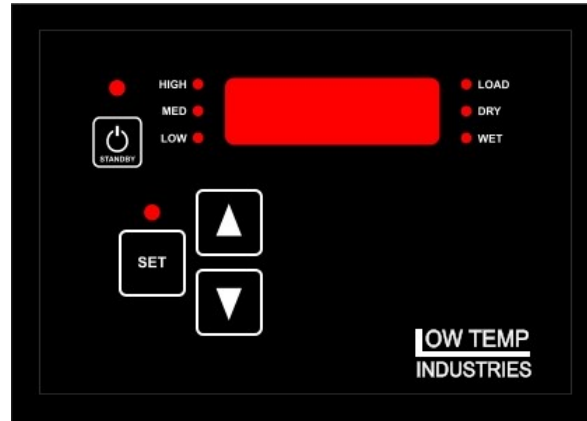 HIGH
LOAD
MED
DRY
LOW
WET
STANDBY
SET
LOW TEMP
INDUSTRIES